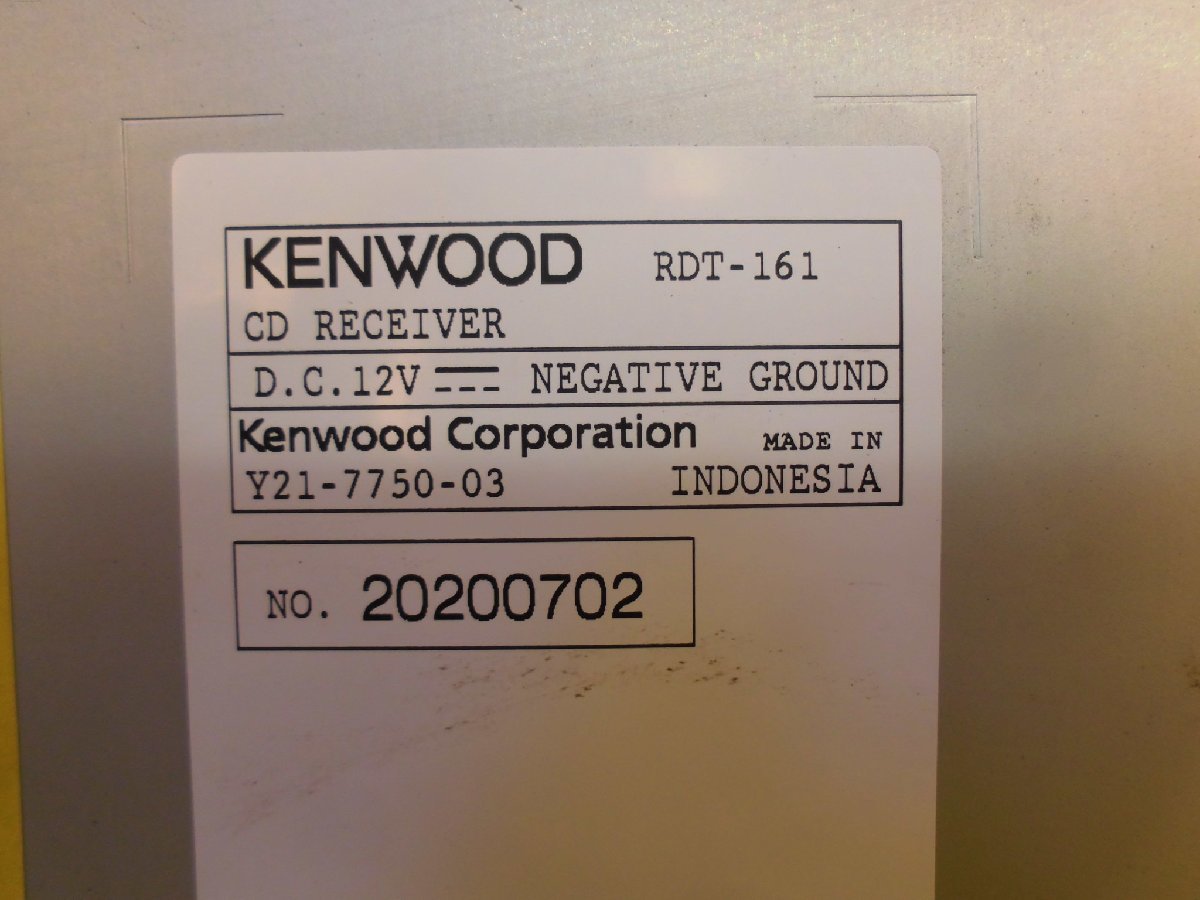 KENWOOD RDT-161
CD RECEIVER
D.C.12V NEGATIVE GROUND
Kenwood Corporation MADE IN
Y21-7750-03 INDONESIA
NO. 20200702